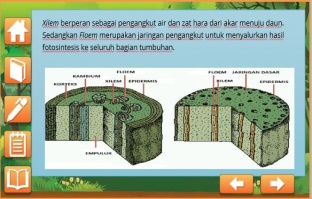 Xilem berperan sebagai pengangkut air dan zat hara dari akar menuju daun.
Sedangkan Floem merupakan jaringan pengangkut untuk menyalurkan hasil
fotosintesis ke seluruh bagian tumbuhan.
FLOEM
KAMBIUM
XILEM
EPIDERMIS
KORTEKS
EMPULUR
FLOEM
JARINGAN DASAR
XILEM
EPIDERMIS